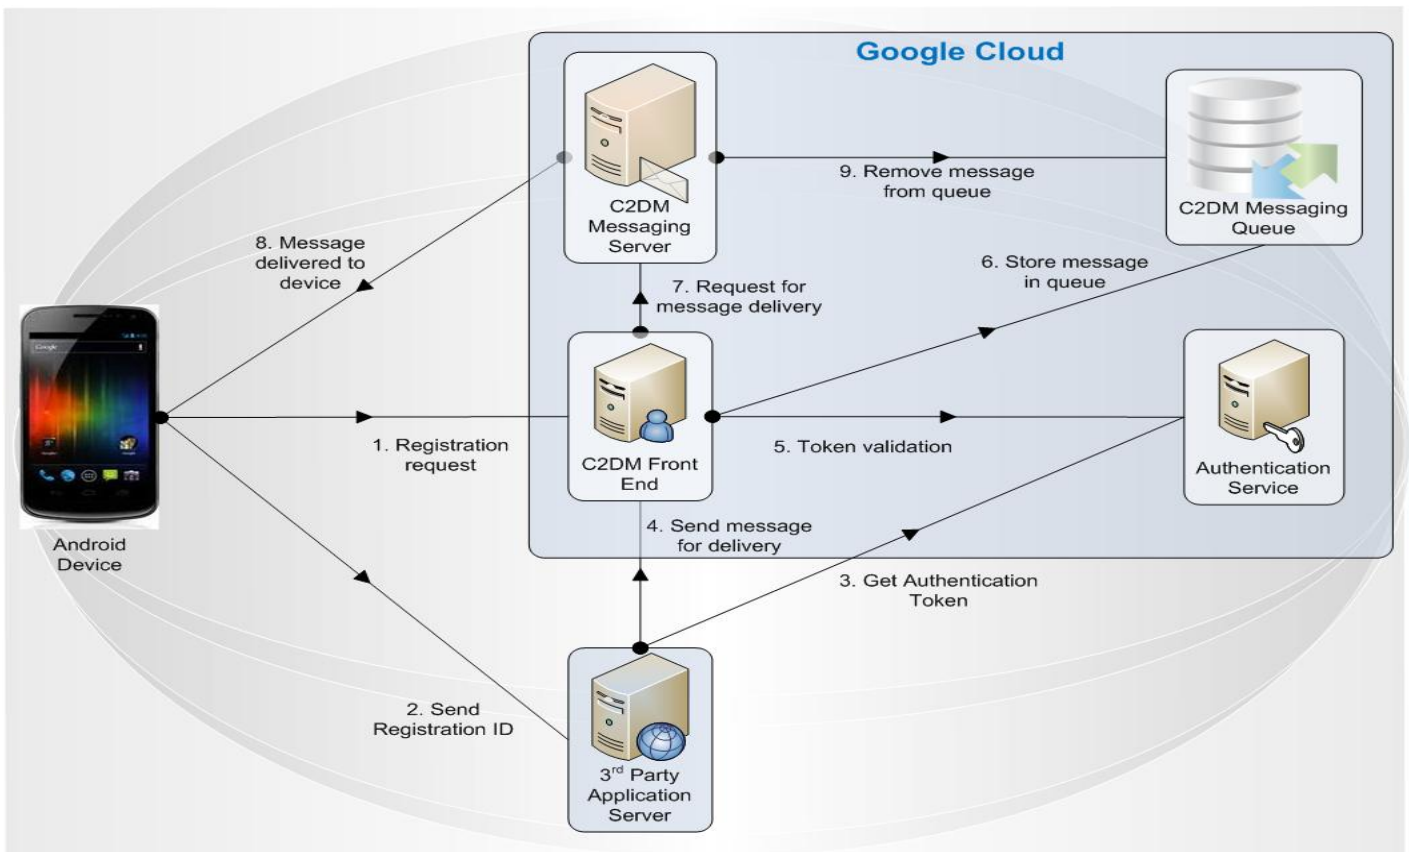 Google Cloud
C2DM
Messaging
Server
C2DM Messaging
Queue
9. Remove message
from queue
8. Message
delivered to
device
7. Request for
message delivery
6. Store message
in queue
Google
Android
Device
1. Registration
request
C2DM Front
End
5. Token validation
Authentication
Service
4. Send message
for delivery
3. Get Authentication
Token
2. Send
Registration ID
3rd Party
Application
Server